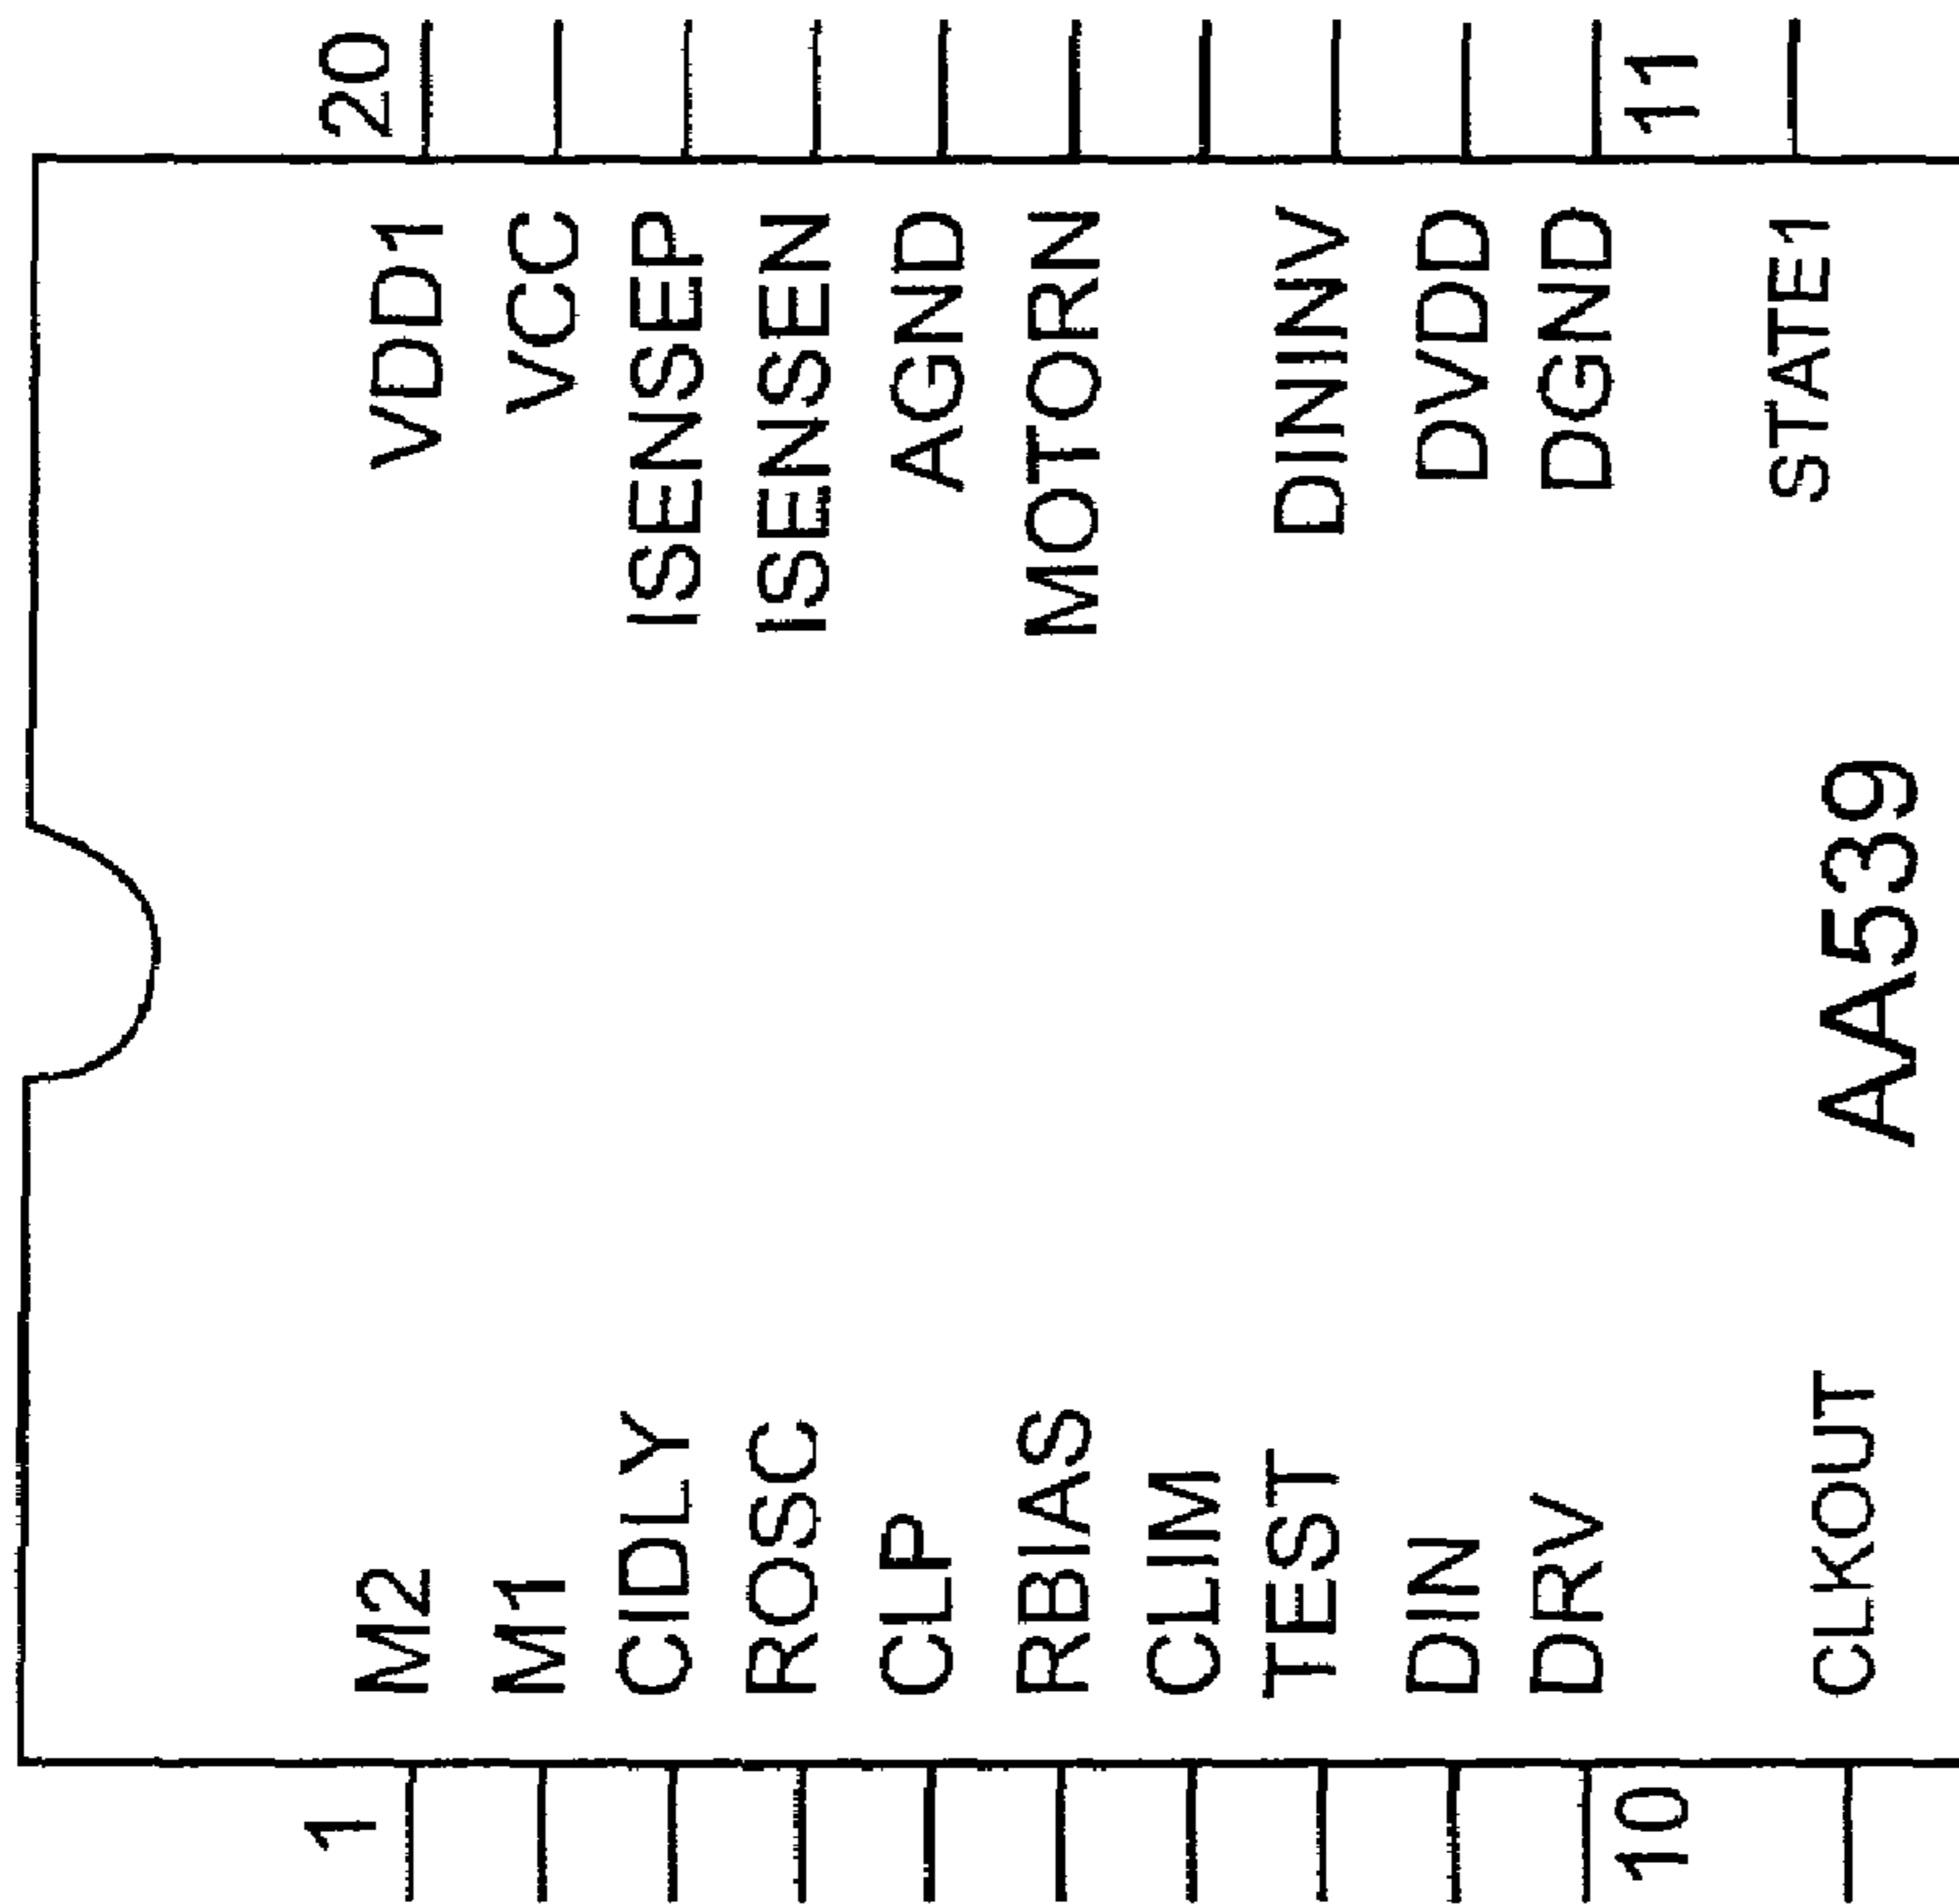 20
VDD1
VCC
ISENSEP
ISENSEN
AGND
MOTORN
DININV
DVDD
DGND
11
STATE1
AA539
1
M2
M1
CIDLY
ROSC
CLP
RBIAS
CLIM
TEST
DIN
DRV
10
CLKOUT